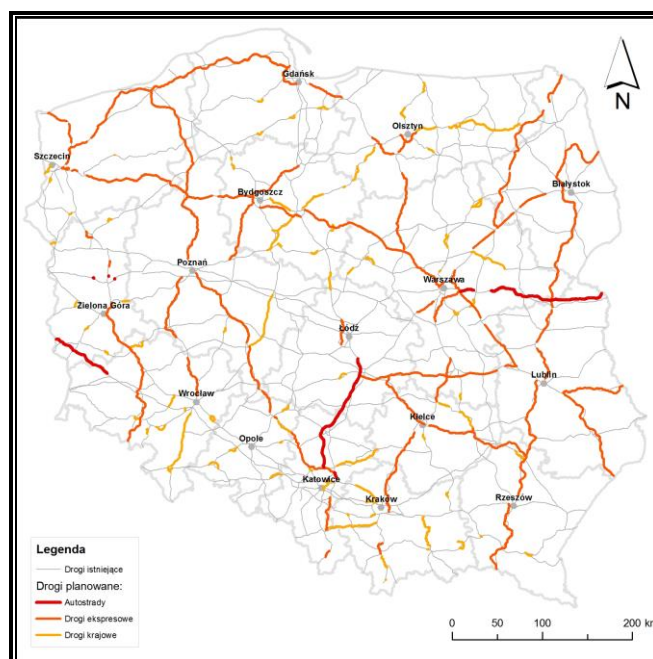 Gdańsk
N
Olsztyn
Szczecin
Białystok
Bydgoszcz
Poznań
Warszawa
Zielona Góra
Łódź
Lublin
Wrocław
Kielce
Opole
Katowice
Kraków
Rzeszów
Legenda
Drogi istniejące
Drogi planowane:
Autostrady
Drogi ekspresowe
Drogi krajowe
0 50 100 200 km